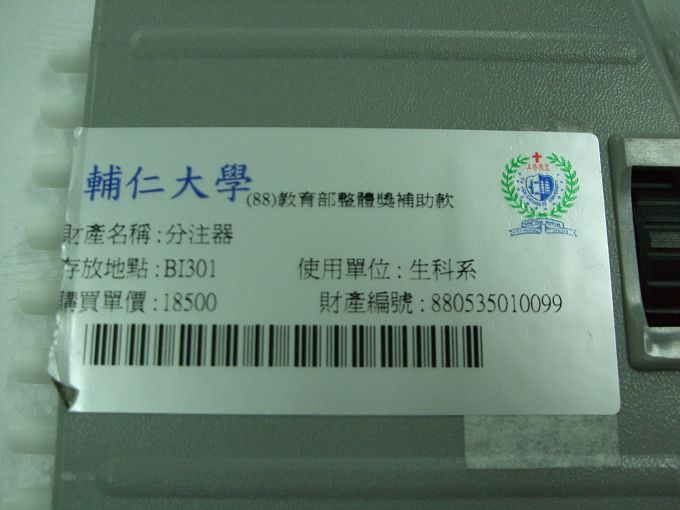 輔仁大學 (88)教育部整體獎補助款
財產名稱：分注器
存放地點：BI301 使用單位：生科系
購買單價：18500 財產編號：880535010099